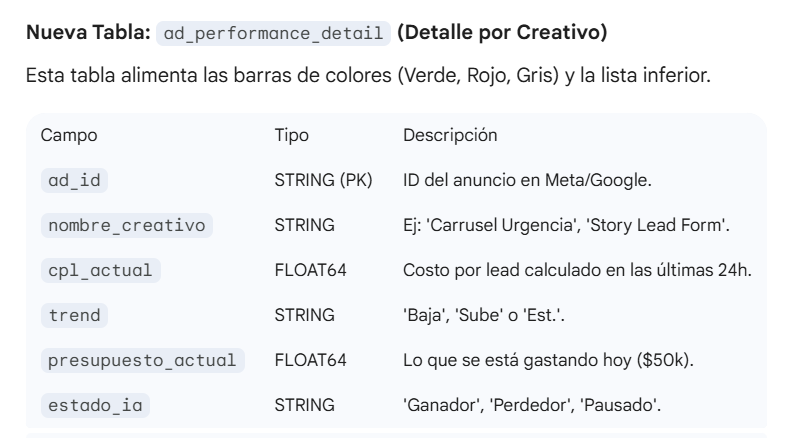 Nueva Tabla: ad_performance_detail (Detalle por Creativo)
Esta tabla alimenta las barras de colores (Verde, Rojo, Gris) y la lista inferior.
Campo Tipo Descripción
ad_id STRING (PK) ID del anuncio en Meta/Google.
nombre_creativo STRING Ej: 'Carrusel Urgencia', 'Story Lead Form'.
cpl_actual FLOAT64 Costo por lead calculado en las últimas 24h.
trend STRING 'Baja', 'Sube' o 'Est.'.
presupuesto_actual FLOAT64 Lo que se está gastando hoy ($50k).
estado_ia STRING 'Ganador', 'Perdedor', 'Pausado'.